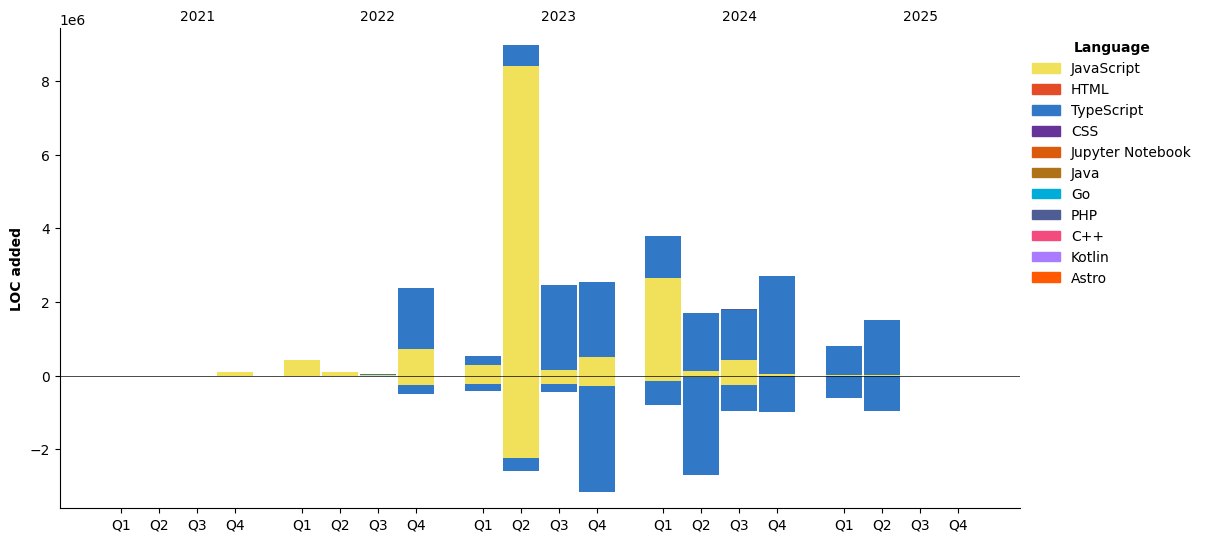 1e6
2021 2022 2023 2024 2025
8
6
4
2
0
−2
LOC added
Q1 Q2 Q3 Q4 Q1 Q2 Q3 Q4 Q1 Q2 Q3 Q4 Q1 Q2 Q3 Q4 Q1 Q2 Q3 Q4
Language
JavaScript
HTML
TypeScript
CSS
Jupyter Notebook
Java
Go
PHP
C++
Kotlin
Astro